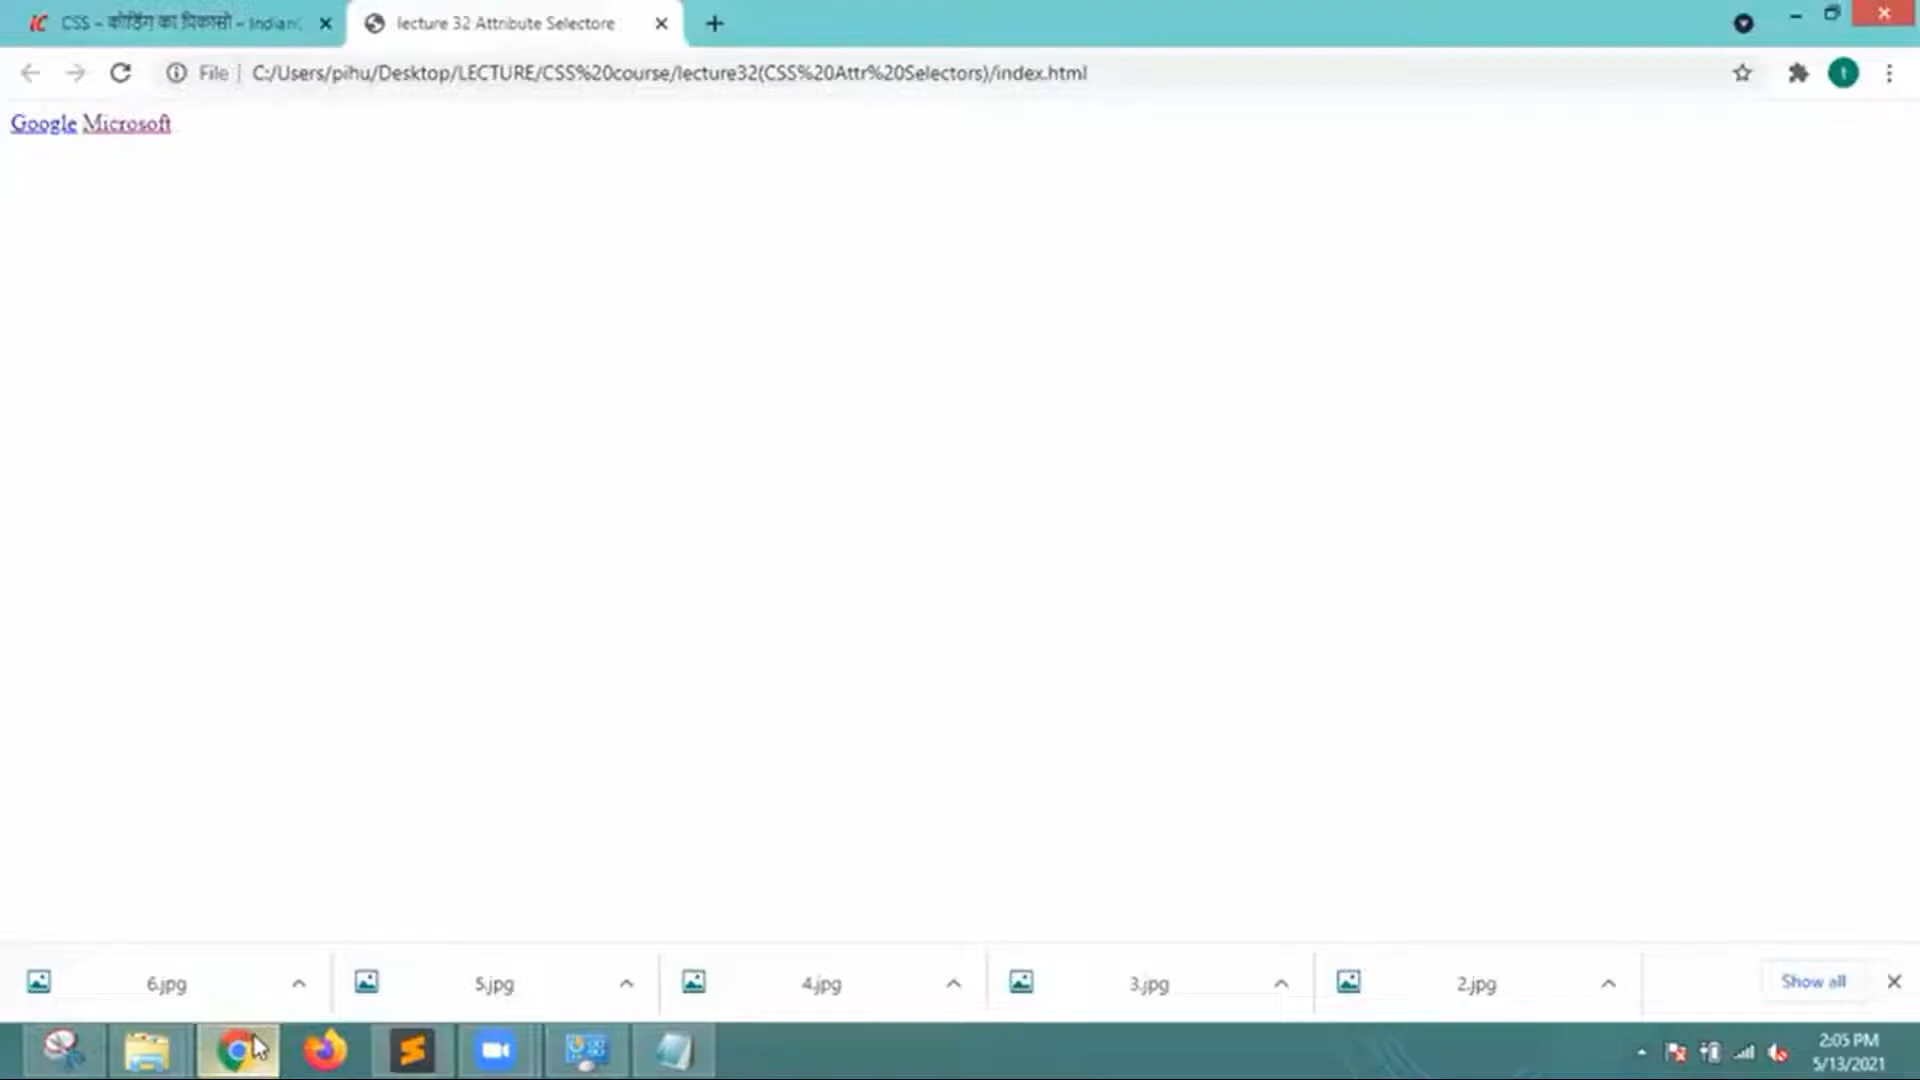 IC CSS – कोडिंग का पिकासो – Indian
lecture 32 Attribute Selectore
File | C:/Users/pihu/Desktop/LECTURE/CSS%20course/lecture32(CSS%20Attr%20Selectors)/index.html
t
Google Microsoft
6.jpg 5.jpg 4.jpg 3.jpg 2.jpg Show all
2:05 PM
5/13/2021